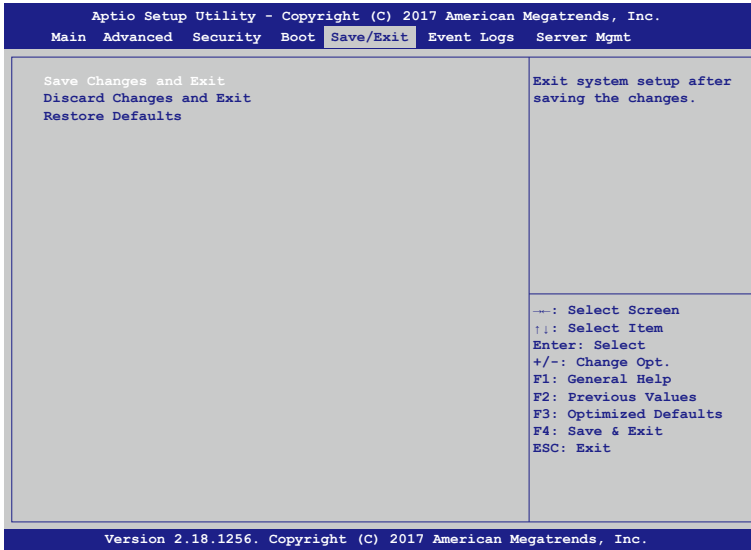 Aptio Setup Utility - Copyright (C) 2017 American Megatrends, Inc.
Main Advanced Security Boot Save/Exit Event Logs Server Mgmt
Save Changes and Exit
Discard Changes and Exit
Restore Defaults
Exit system setup after
saving the changes.
→←: Select Screen
↑↓: Select Item
Enter: Select
+/-: Change Opt.
F1: General Help
F2: Previous Values
F3: Optimized Defaults
F4: Save & Exit
ESC: Exit
Version 2.18.1256. Copyright (C) 2017 American Megatrends, Inc.